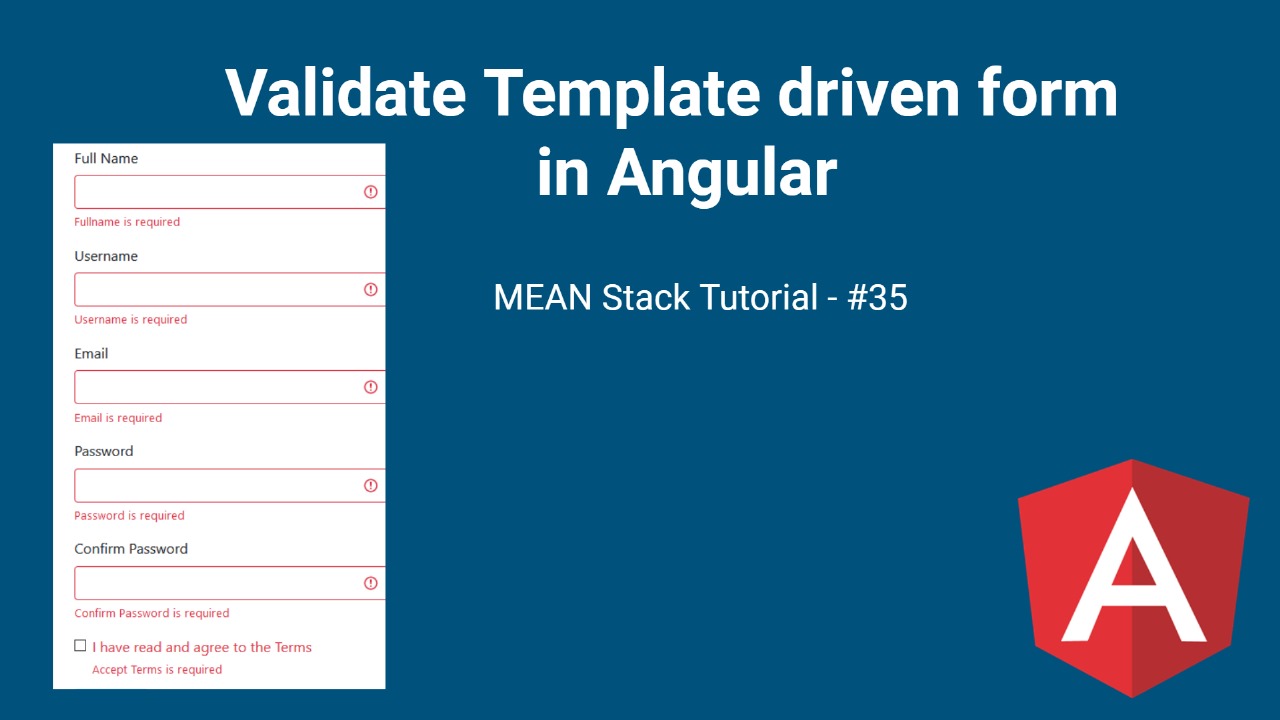 Validate Template driven form
in Angular
MEAN Stack Tutorial - #35
Full Name
Fullname is required
Username
Username is required
Email
Email is required
Password
Password is required
Confirm Password
Confirm Password is required
I have read and agree to the Terms
Accept Terms is required
A